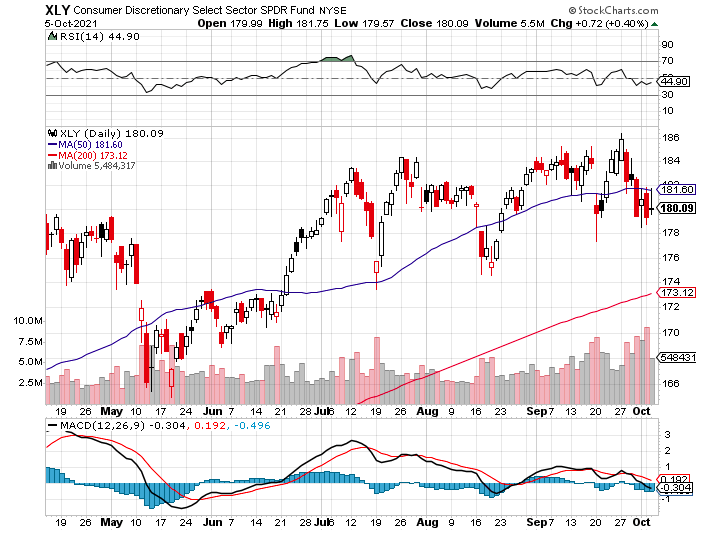 XLY Consumer Discretionary Select Sector SPDR Fund NYSE © StockCharts.com
5-Oct-2021 Open 179.99 High 181.75 Low 179.57 Close 180.09 Volume 5.5M Chg +0.72 (+0.40%)
RSI(14) 44.90
90
70
44.90
30
10
XLY (Daily) 180.09
MA(50) 181.60
MA(200) 173.12
Volume 5,484,317
186
184
182
181.60
180.09
178
176
174
173.12
172
10.0M
170
7.5M
5.0M
548431
2.5M
166
19 26 May 10 17 24 Jun 7 14 21 28 Jul 6 12 19 26 Aug 9 16 23 Sep 7 13 20 27 Oct
MACD(12,26,9) -0.304, 0.192, -0.496
3
2
1
0.192
-0.304
-1
19 26 May 10 17 24 Jun 7 14 21 28 Jul 6 12 19 26 Aug 9 16 23 Sep 7 13 20 27 Oct